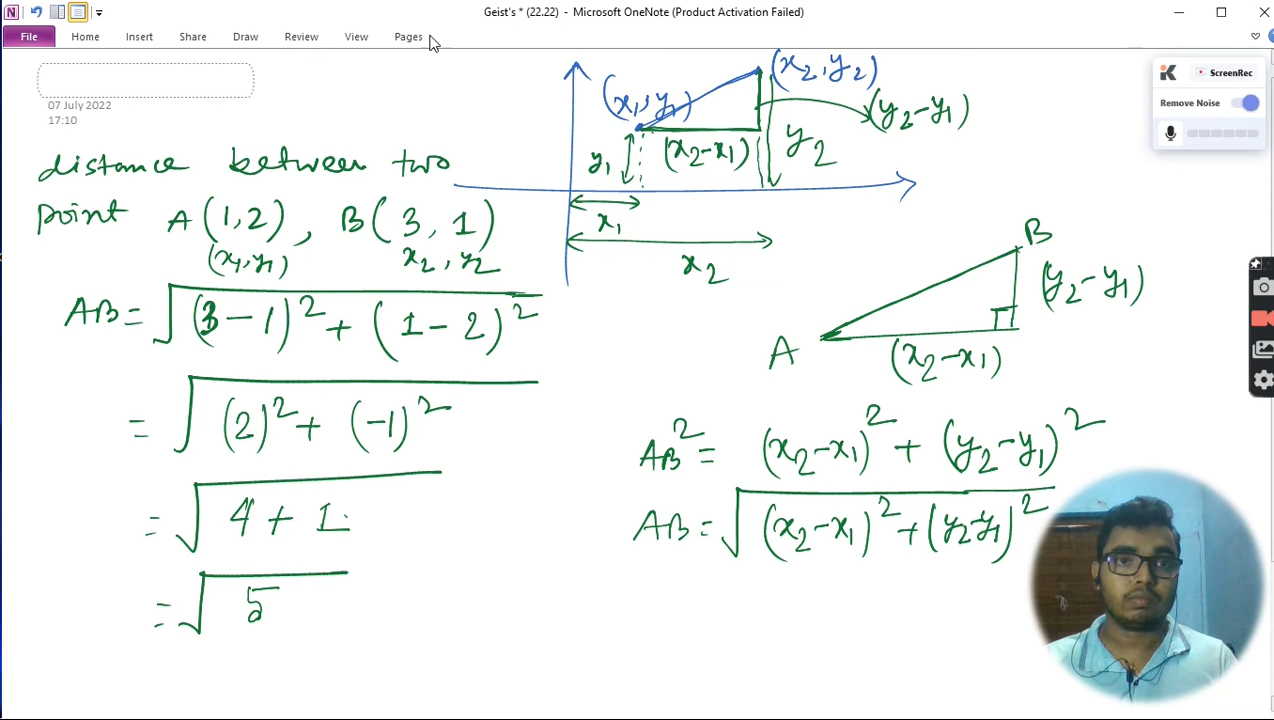 Geist's * (22.22) - Microsoft OneNote (Product Activation Failed)
File Home Insert Share Draw Review View Pages
ScreenRec
Remove Noise
07 July 2022
17:10
distance between two
point A(1,2), B(3,1)
(x₁,y₁) x₂,y₂
AB = √(3-1)² + (1-2)²
= √(2)² + (-1)²
= √4 + 1
= √5
(x₁,y₁)
(x₂,y₂)
(y₂-y₁)
y₁
(x₂-x₁)
y₂
x₁
x₂
B
(y₂-y₁)
A
(x₂-x₁)
AB² = (x₂-x₁)² + (y₂-y₁)²
AB = √(x₂-x₁)² + (y₂-y₁)²